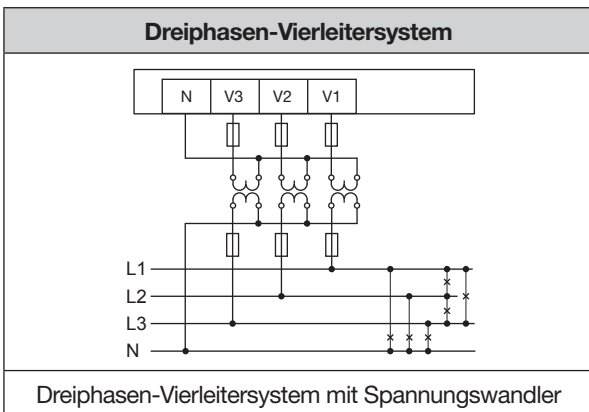 Dreiphasen-Vierleitersystem
N V3 V2 V1
L1
L2
L3
N
Dreiphasen-Vierleitersystem mit Spannungswandler